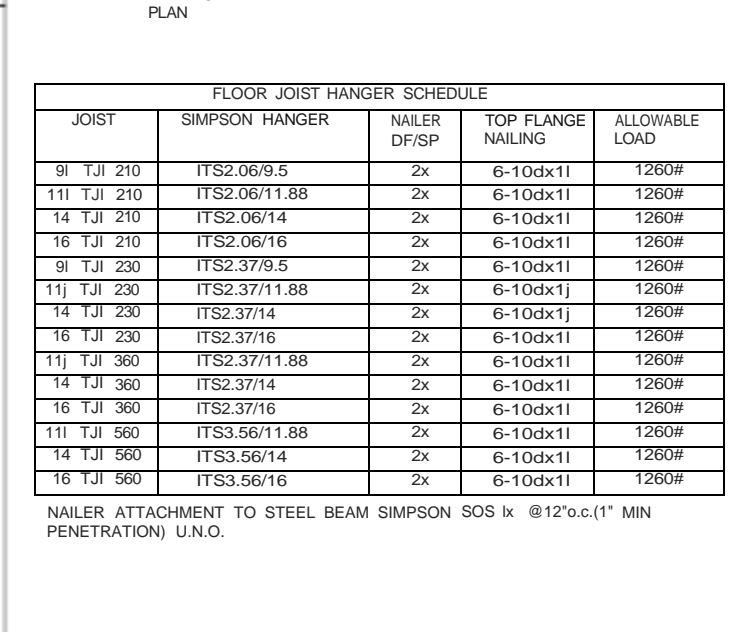 PLAN
FLOOR JOIST HANGER SCHEDULE
JOIST SIMPSON HANGER NAILER DF/SP TOP FLANGE NAILING ALLOWABLE LOAD
9l TJI 210 ITS2.06/9.5 2x 6-10dx1l 1260#
11l TJI 210 ITS2.06/11.88 2x 6-10dx1l 1260#
14 TJI 210 ITS2.06/14 2x 6-10dx1l 1260#
16 TJI 210 ITS2.06/16 2x 6-10dx1l 1260#
9l TJI 230 ITS2.37/9.5 2x 6-10dx1l 1260#
11j TJI 230 ITS2.37/11.88 2x 6-10dx1j 1260#
14 TJI 230 ITS2.37/14 2x 6-10dx1j 1260#
16 TJI 230 ITS2.37/16 2x 6-10dx1l 1260#
11j TJI 360 ITS2.37/11.88 2x 6-10dx1l 1260#
14 TJI 360 ITS2.37/14 2x 6-10dx1l 1260#
16 TJI 360 ITS2.37/16 2x 6-10dx1l 1260#
11l TJI 560 ITS3.56/11.88 2x 6-10dx1l 1260#
14 TJI 560 ITS3.56/14 2x 6-10dx1l 1260#
16 TJI 560 ITS3.56/16 2x 6-10dx1l 1260#
NAILER ATTACHMENT TO STEEL BEAM SIMPSON SOS lx @12"o.c.(1" MIN
PENETRATION) U.N.O.